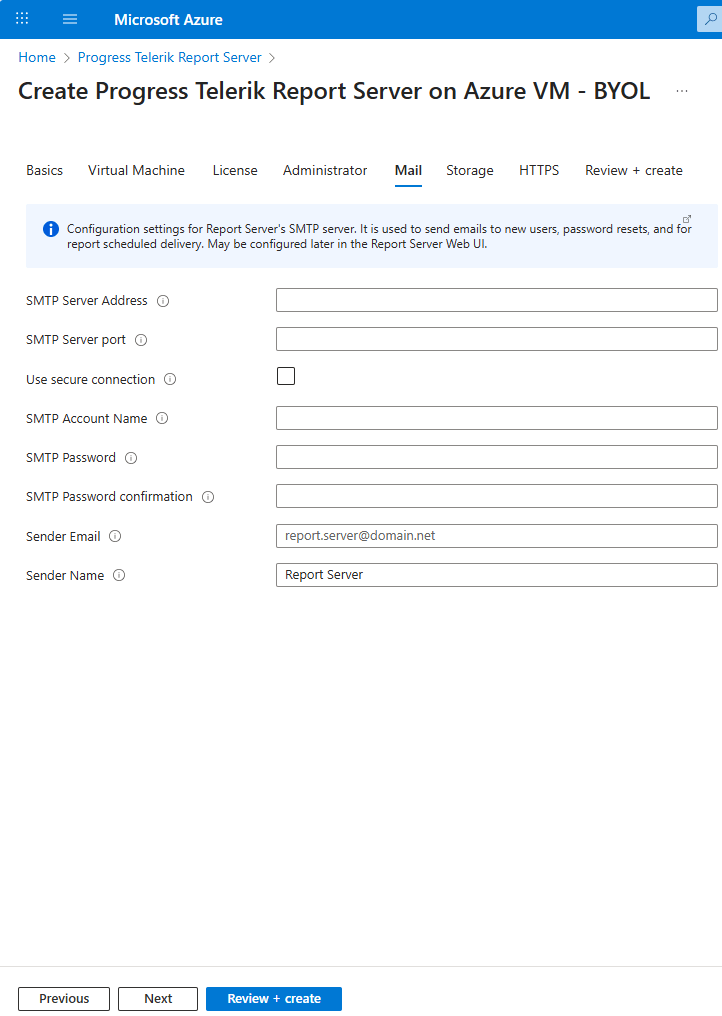 Microsoft Azure
Home > Progress Telerik Report Server >
Create Progress Telerik Report Server on Azure VM - BYOL ...
Basics Virtual Machine License Administrator Mail Storage HTTPS Review + create
Configuration settings for Report Server's SMTP server. It is used to send emails to new users, password resets, and for
report scheduled delivery. May be configured later in the Report Server Web UI.
SMTP Server Address
SMTP Server port
Use secure connection
SMTP Account Name
SMTP Password
SMTP Password confirmation
Sender Email report.server@domain.net
Sender Name Report Server
Previous Next Review + create